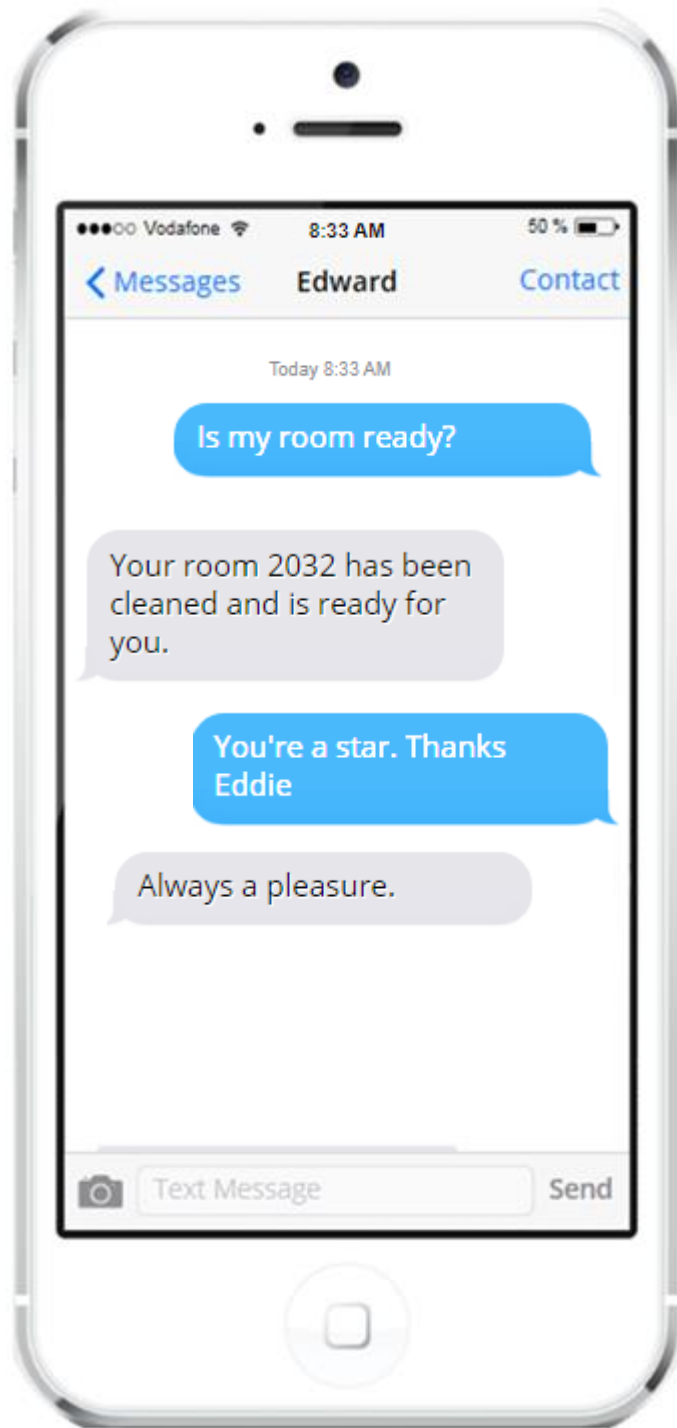 ●●●○○ Vodafone 8:33 AM 50 %
Messages Edward Contact
Today 8:33 AM
Is my room ready?
Your room 2032 has been
cleaned and is ready for
you.
You're a star. Thanks
Eddie
Always a pleasure.
Text Message Send